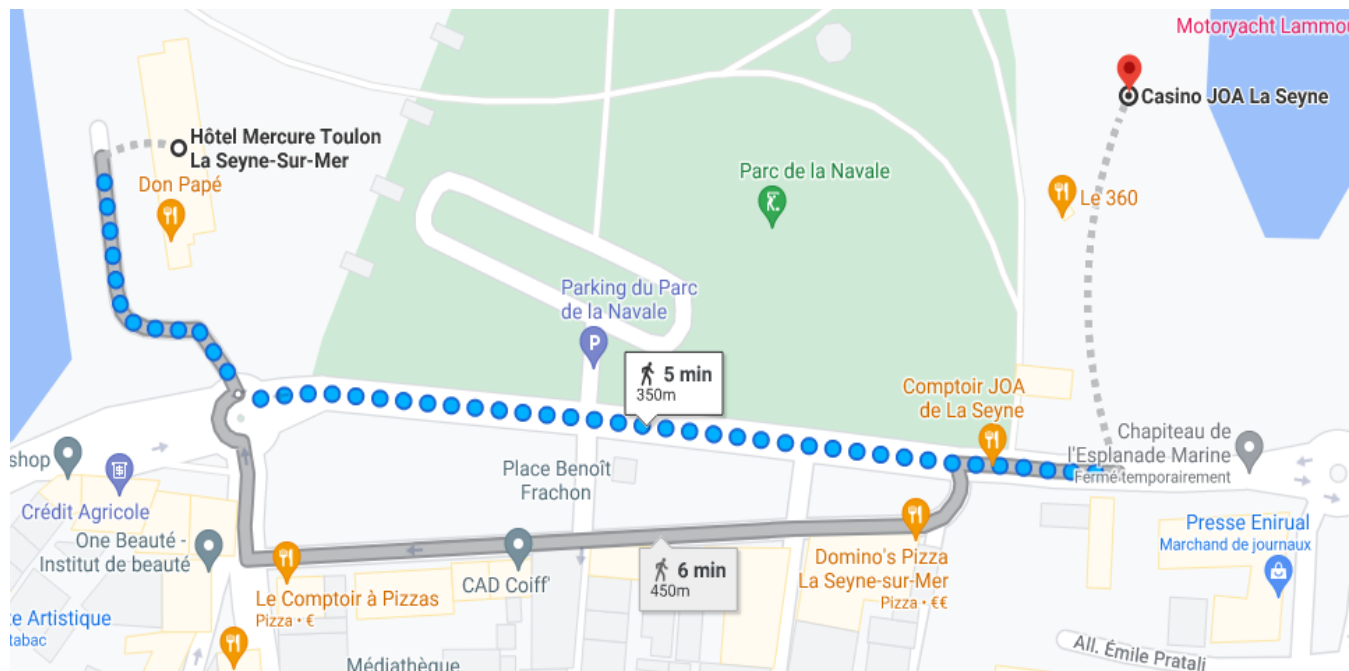 Motoryacht Lammou
Casino JOA La Seyne
Hôtel Mercure Toulon
La Seyne-Sur-Mer
Don Papé
Parc de la Navale
Le 360
Parking du Parc
de la Navale
P
5 min
350m
Comptoir JOA
de La Seyne
Chapiteau de
l'Esplanade Marine
Fermé temporairement
shop
Place Benoît
Frachon
Crédit Agricole
One Beauté -
Institut de beauté
CAD Coiff'
6 min
450m
Domino's Pizza
La Seyne-sur-Mer
Pizza • €€
Presse Enirual
Marchand de journaux
Le Comptoir à Pizzas
Pizza • €
te Artistique
tabac
Médiathèque
All. Émile Pratali